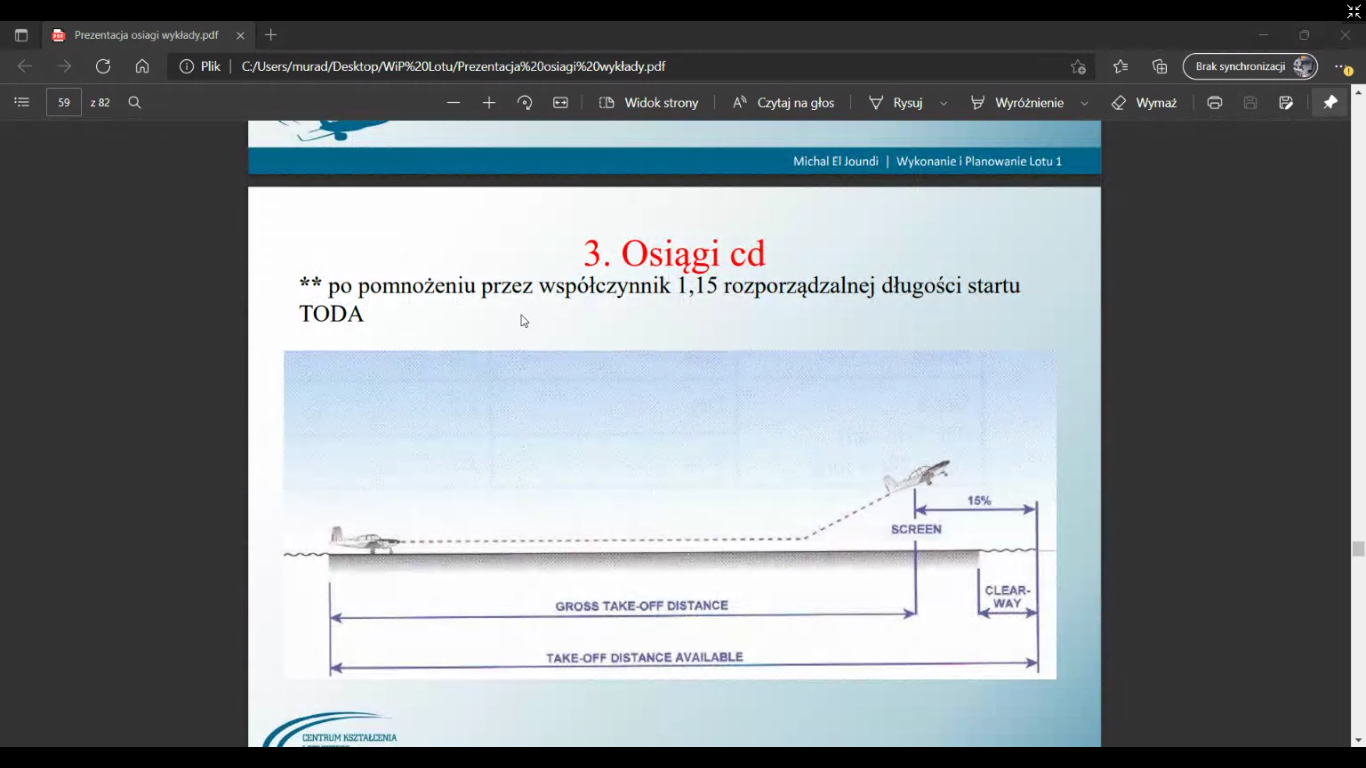 Prezentacja osiagi wykłady.pdf
Plik
C:/Users/murad/Desktop/WiP%20Lotu/Prezentacja%20osiagi%20wykłady.pdf
Brak synchronizacji
59 z 82
Widok strony
Czytaj na głos
Rysuj
Wyróżnienie
Wymaż
Michal El Joundi | Wykonanie i Planowanie Lotu 1
3. Osiągi cd
** po pomnożeniu przez współczynnik 1,15 rozporządzalnej długości startu
TODA
15%
SCREEN
CLEAR-
WAY
GROSS TAKE-OFF DISTANCE
TAKE-OFF DISTANCE AVAILABLE
CENTRUM KSZTAŁCENIA